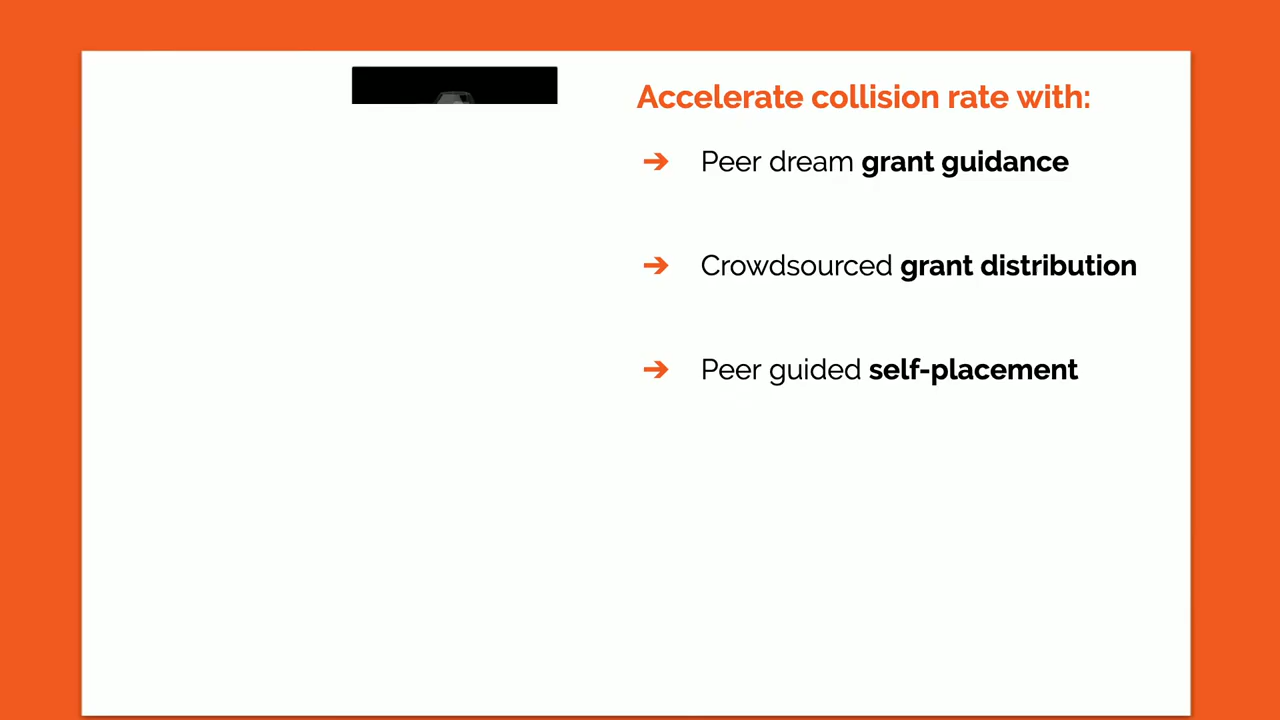 Accelerate collision rate with:
➔ Peer dream grant guidance
➔ Crowdsourced grant distribution
➔ Peer guided self-placement